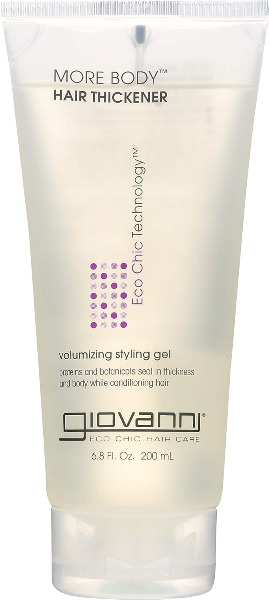 MORE BODY™
HAIR THICKENER
Eco Chic Technology™
volumizing styling gel
proteins and botanicals seal in thickness
and body while conditioning hair
giovanni®
ECO CHIC HAIR CARE
6.8 Fl. Oz. 200 mL